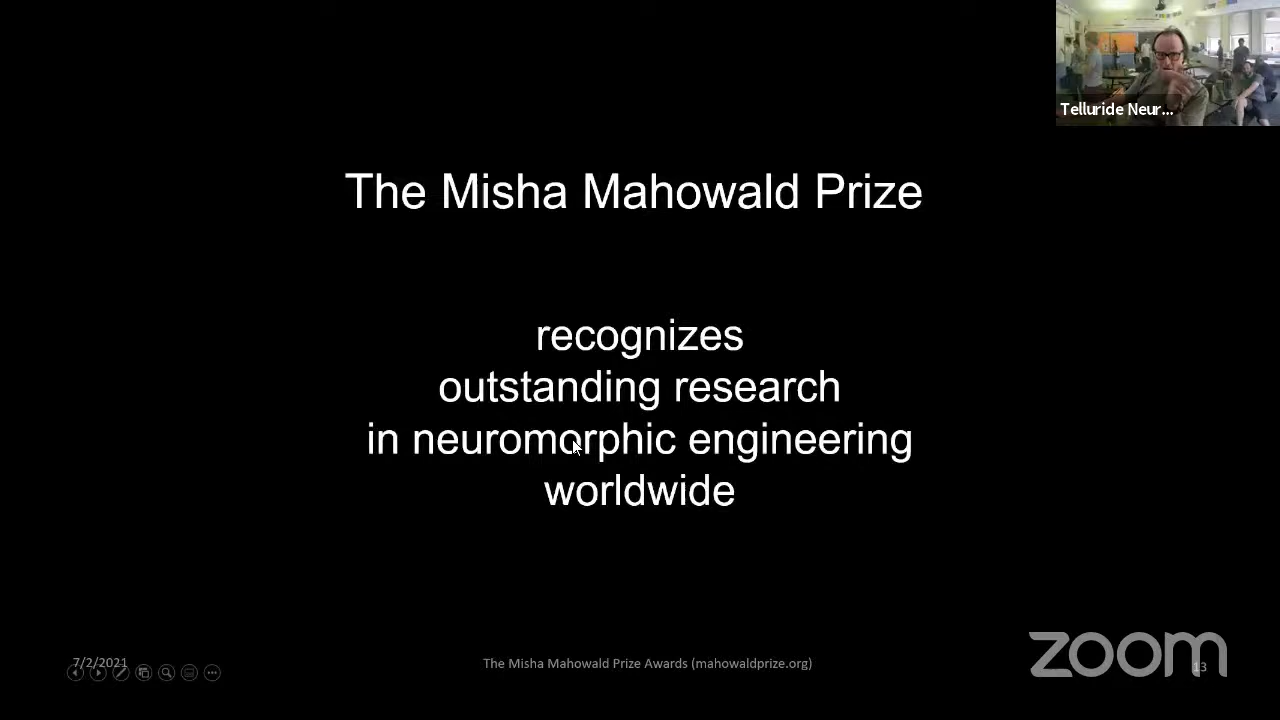 Telluride Neur...
The Misha Mahowald Prize
recognizes
outstanding research
in neuromorphic engineering
worldwide
7/2/2021
The Misha Mahowald Prize Awards (mahowaldprize.org)
zoom
13